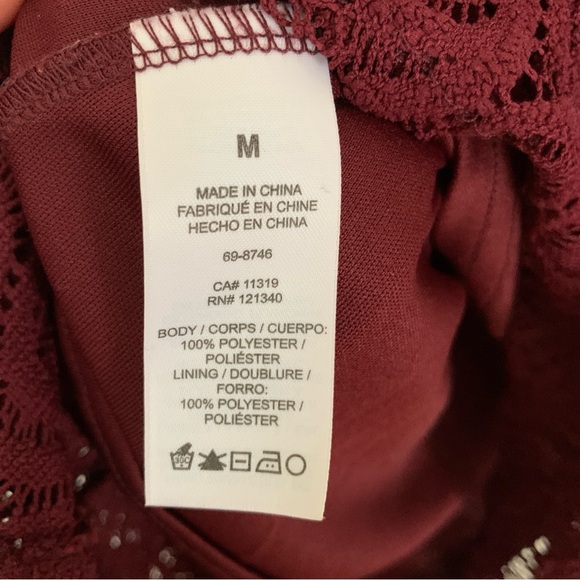 M
MADE IN CHINA
FABRIQUÉ EN CHINE
HECHO EN CHINA
69-8746
CA# 11319
RN# 121340
BODY / CORPS / CUERPO:
100% POLYESTER /
POLIÉSTER
LINING / DOUBLURE /
FORRO:
100% POLYESTER /
POLIÉSTER